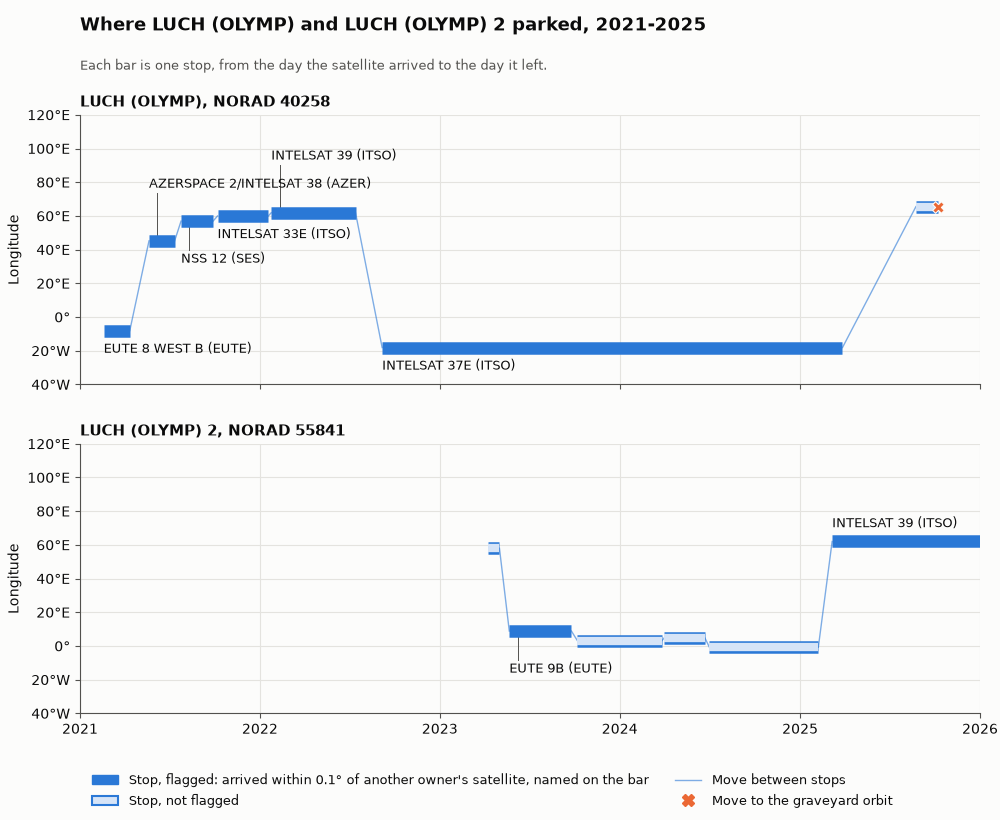 Where LUCH (OLYMP) and LUCH (OLYMP) 2 parked, 2021-2025
Each bar is one stop, from the day the satellite arrived to the day it left.
LUCH (OLYMP), NORAD 40258
120°E
100°E
80°E
60°E
40°E
20°E
0°
20°W
40°W
Longitude
INTELSAT 39 (ITSO)
AZERSPACE 2/INTELSAT 38 (AZER)
INTELSAT 33E (ITSO)
NSS 12 (SES)
EUTE 8 WEST B (EUTE)
INTELSAT 37E (ITSO)
LUCH (OLYMP) 2, NORAD 55841
120°E
100°E
80°E
60°E
40°E
20°E
0°
20°W
40°W
Longitude
INTELSAT 39 (ITSO)
EUTE 9B (EUTE)
2021 2022 2023 2024 2025 2026
Stop, flagged: arrived within 0.1° of another owner's satellite, named on the bar
Stop, not flagged
Move between stops
Move to the graveyard orbit